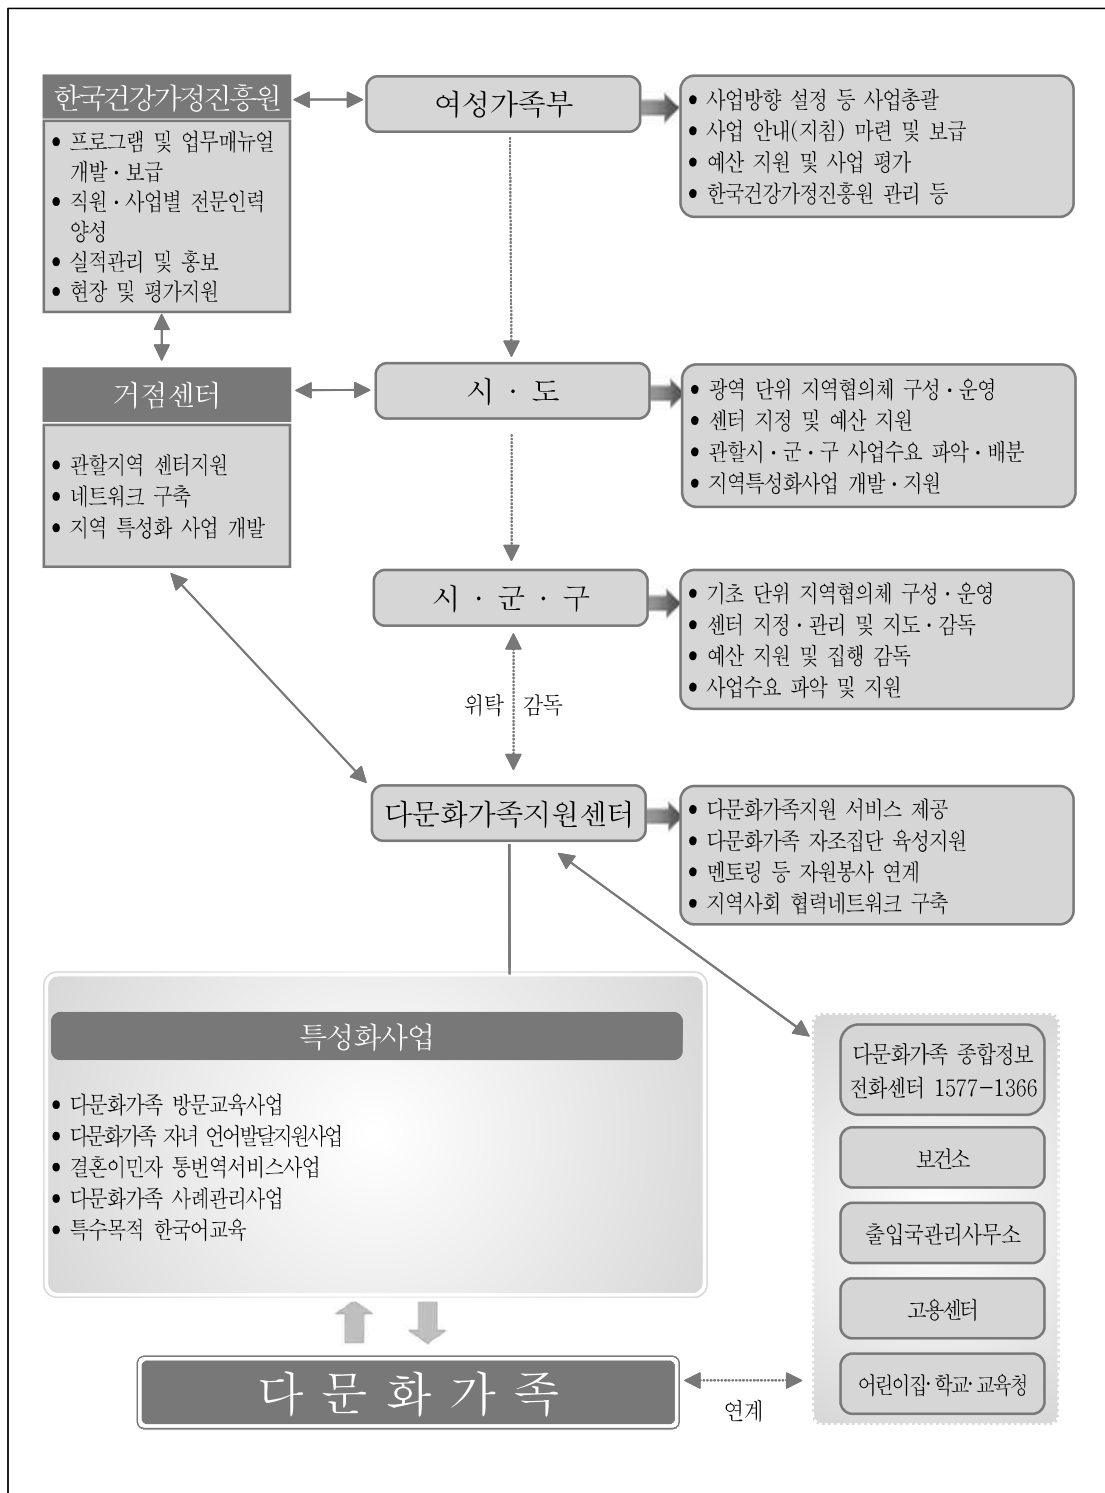 한국건강가정진흥원
• 프로그램 및 업무매뉴얼
개발·보급
• 직원·사업별 전문인력
양성
• 실적관리 및 홍보
• 현장 및 평가지원
여성가족부
• 사업방향 설정 등 사업총괄
• 사업 안내(지침) 마련 및 보급
• 예산 지원 및 사업 평가
• 한국건강가정진흥원 관리 등
거점센터
• 관할지역 센터지원
• 네트워크 구축
• 지역 특성화 사업 개발
시·도
• 광역 단위 지역협의체 구성·운영
• 센터 지정 및 예산 지원
• 관할시·군·구 사업수요 파악·배분
• 지역특성화사업 개발·지원
시·군·구
• 기초 단위 지역협의체 구성·운영
• 센터 지정·관리 및 지도·감독
• 예산 지원 및 집행 감독
• 사업수요 파악 및 지원
위탁 감독
다문화가족지원센터
• 다문화가족지원 서비스 제공
• 다문화가족 자조집단 육성지원
• 멘토링 등 자원봉사 연계
• 지역사회 협력네트워크 구축
특성화사업
• 다문화가족 방문교육사업
• 다문화가족 자녀 언어발달지원사업
• 결혼이민자 통번역서비스사업
• 다문화가족 사례관리사업
• 특수목적 한국어교육
다문화가족 종합정보
전화센터 1577-1366
보건소
출입국관리사무소
고용센터
어린이집·학교·교육청
다문화가족
연계